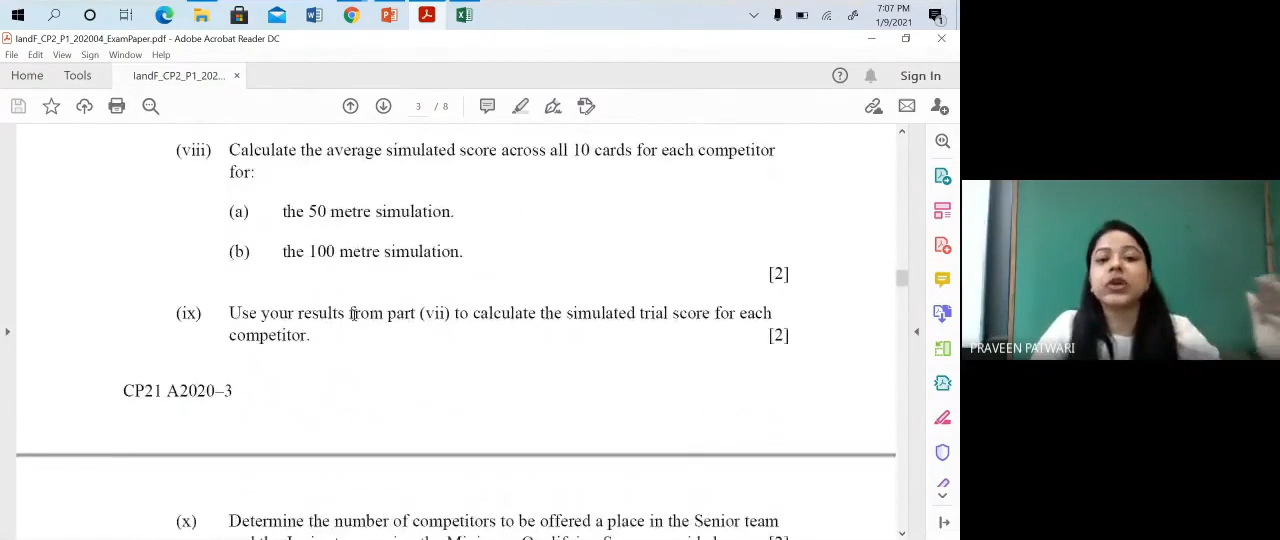 7:07 PM
1/9/2021
IandF_CP2_P1_202004_ExamPaper.pdf - Adobe Acrobat Reader DC
File Edit View Sign Window Help
Home Tools IandF_CP2_P1_202... × Sign In
3 / 8
(viii) Calculate the average simulated score across all 10 cards for each competitor
for:
(a) the 50 metre simulation.
(b) the 100 metre simulation.
[2]
(ix) Use your results from part (vii) to calculate the simulated trial score for each
competitor. [2]
CP21 A2020–3
(x) Determine the number of competitors to be offered a place in the Senior team
PRAVEEN PATWARI